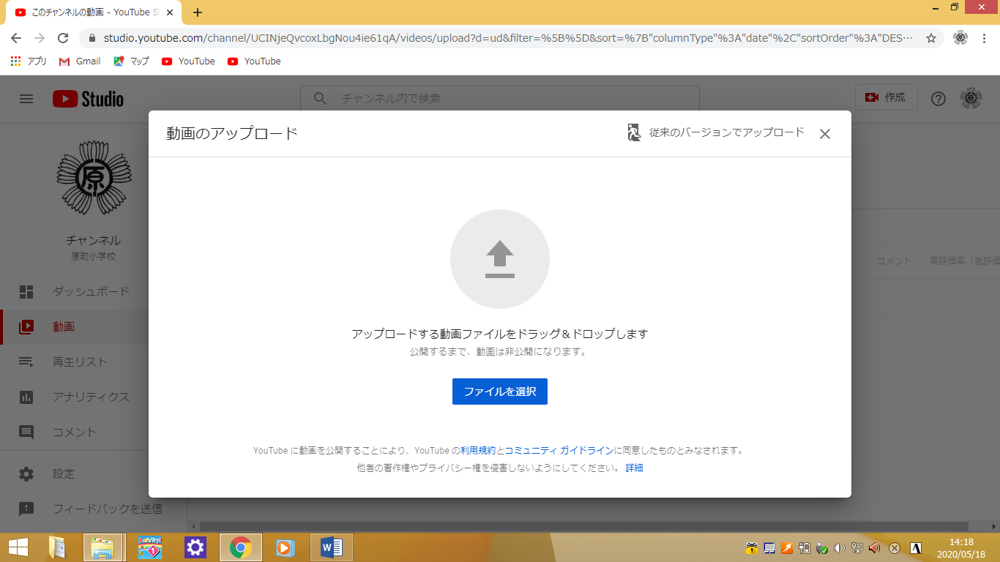 このチャンネルの動画 - YouTube S
studio.youtube.com/channel/UCINjeQvcoxLbgNou4ie61qA/videos/upload?d=ud&filter=%5B%5D&sort=%7B"columnType"%3A"date"%2C"sortOrder"%3A"DES…
アプリ Gmail マップ YouTube YouTube
Studio
チャンネル内で検索
作成
動画のアップロード
従来のバージョンでアップロード
原
チャンネル
原町小学校
ダッシュボード
動画
再生リスト
アナリティクス
コメント
設定
フィードバックを送信
コメント 高評価率（低評価
アップロードする動画ファイルをドラッグ＆ドロップします
公開するまで、動画は非公開になります。
ファイルを選択
YouTube に動画を公開することにより、YouTube の利用規約とコミュニティ ガイドラインに同意したものとみなされます。
他者の著作権やプライバシー権を侵害しないようにしてください。 詳細
Let's Try! 1
W
A
14:18
2020/05/18